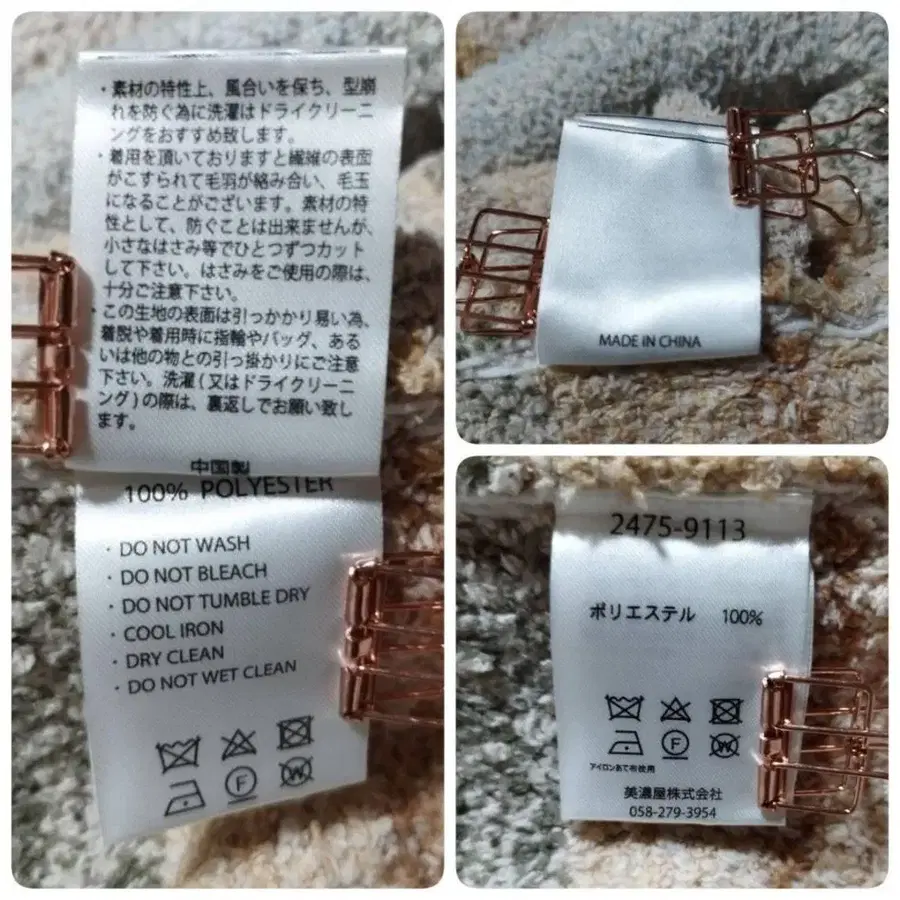 ・素材の特性上、風合いを保ち、型崩
れを防ぐ為に洗濯はドライクリーニ
ングをおすすめ致します。
・着用を頂いておりますと繊維の表面
がこすられて毛羽が絡み合い、毛玉
になることがございます。素材の特
性として、防ぐことは出来ませんが、
小さなはさみ等でひとつずつカット
して下さい。はさみをご使用の際は、
十分ご注意下さい。
・この生地の表面は引っかかり易い為、
着脱や着用時に指輪やバッグ、ある
いは他の物との引っ掛かりにご注意
下さい。洗濯(又はドライクリーニ
ング)の際は、裏返しでお願い致し
ます。
中国製
100% POLYESTER
・DO NOT WASH
・DO NOT BLEACH
・DO NOT TUMBLE DRY
・COOL IRON
・DRY CLEAN
・DO NOT WET CLEAN
F
W
MADE IN CHINA
2475-9113
ポリエステル 100%
F
W
アイロンあて布使用
美濃屋株式会社
058-279-3954